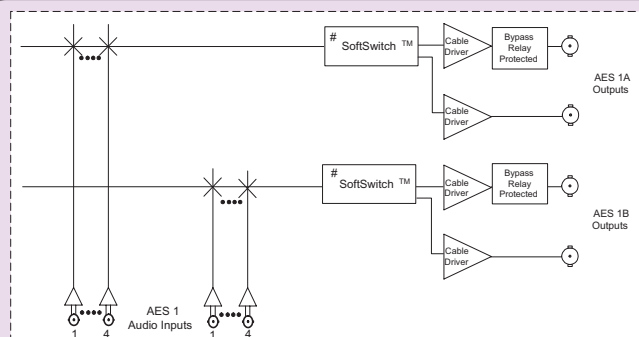 #
SoftSwitch ™
Cable
Driver
Bypass
Relay
Protected
Cable
Driver
AES 1A
Outputs
#
SoftSwitch ™
Cable
Driver
Bypass
Relay
Protected
Cable
Driver
AES 1B
Outputs
AES 1
Audio Inputs
1
4
1
4